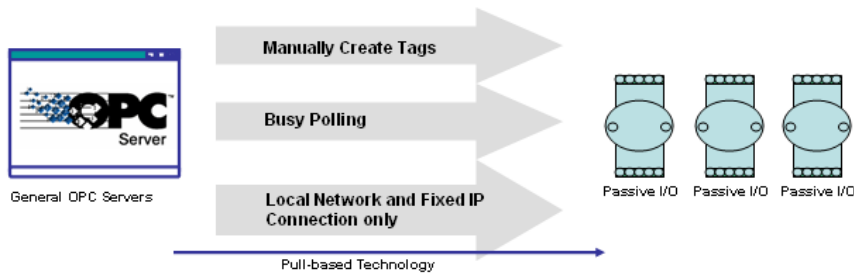 Manually Create Tags
OPC™
Server
Busy Polling
General OPC Servers
Local Network and Fixed IP
Connection only
Passive I/O Passive I/O Passive I/O
Pull-based Technology